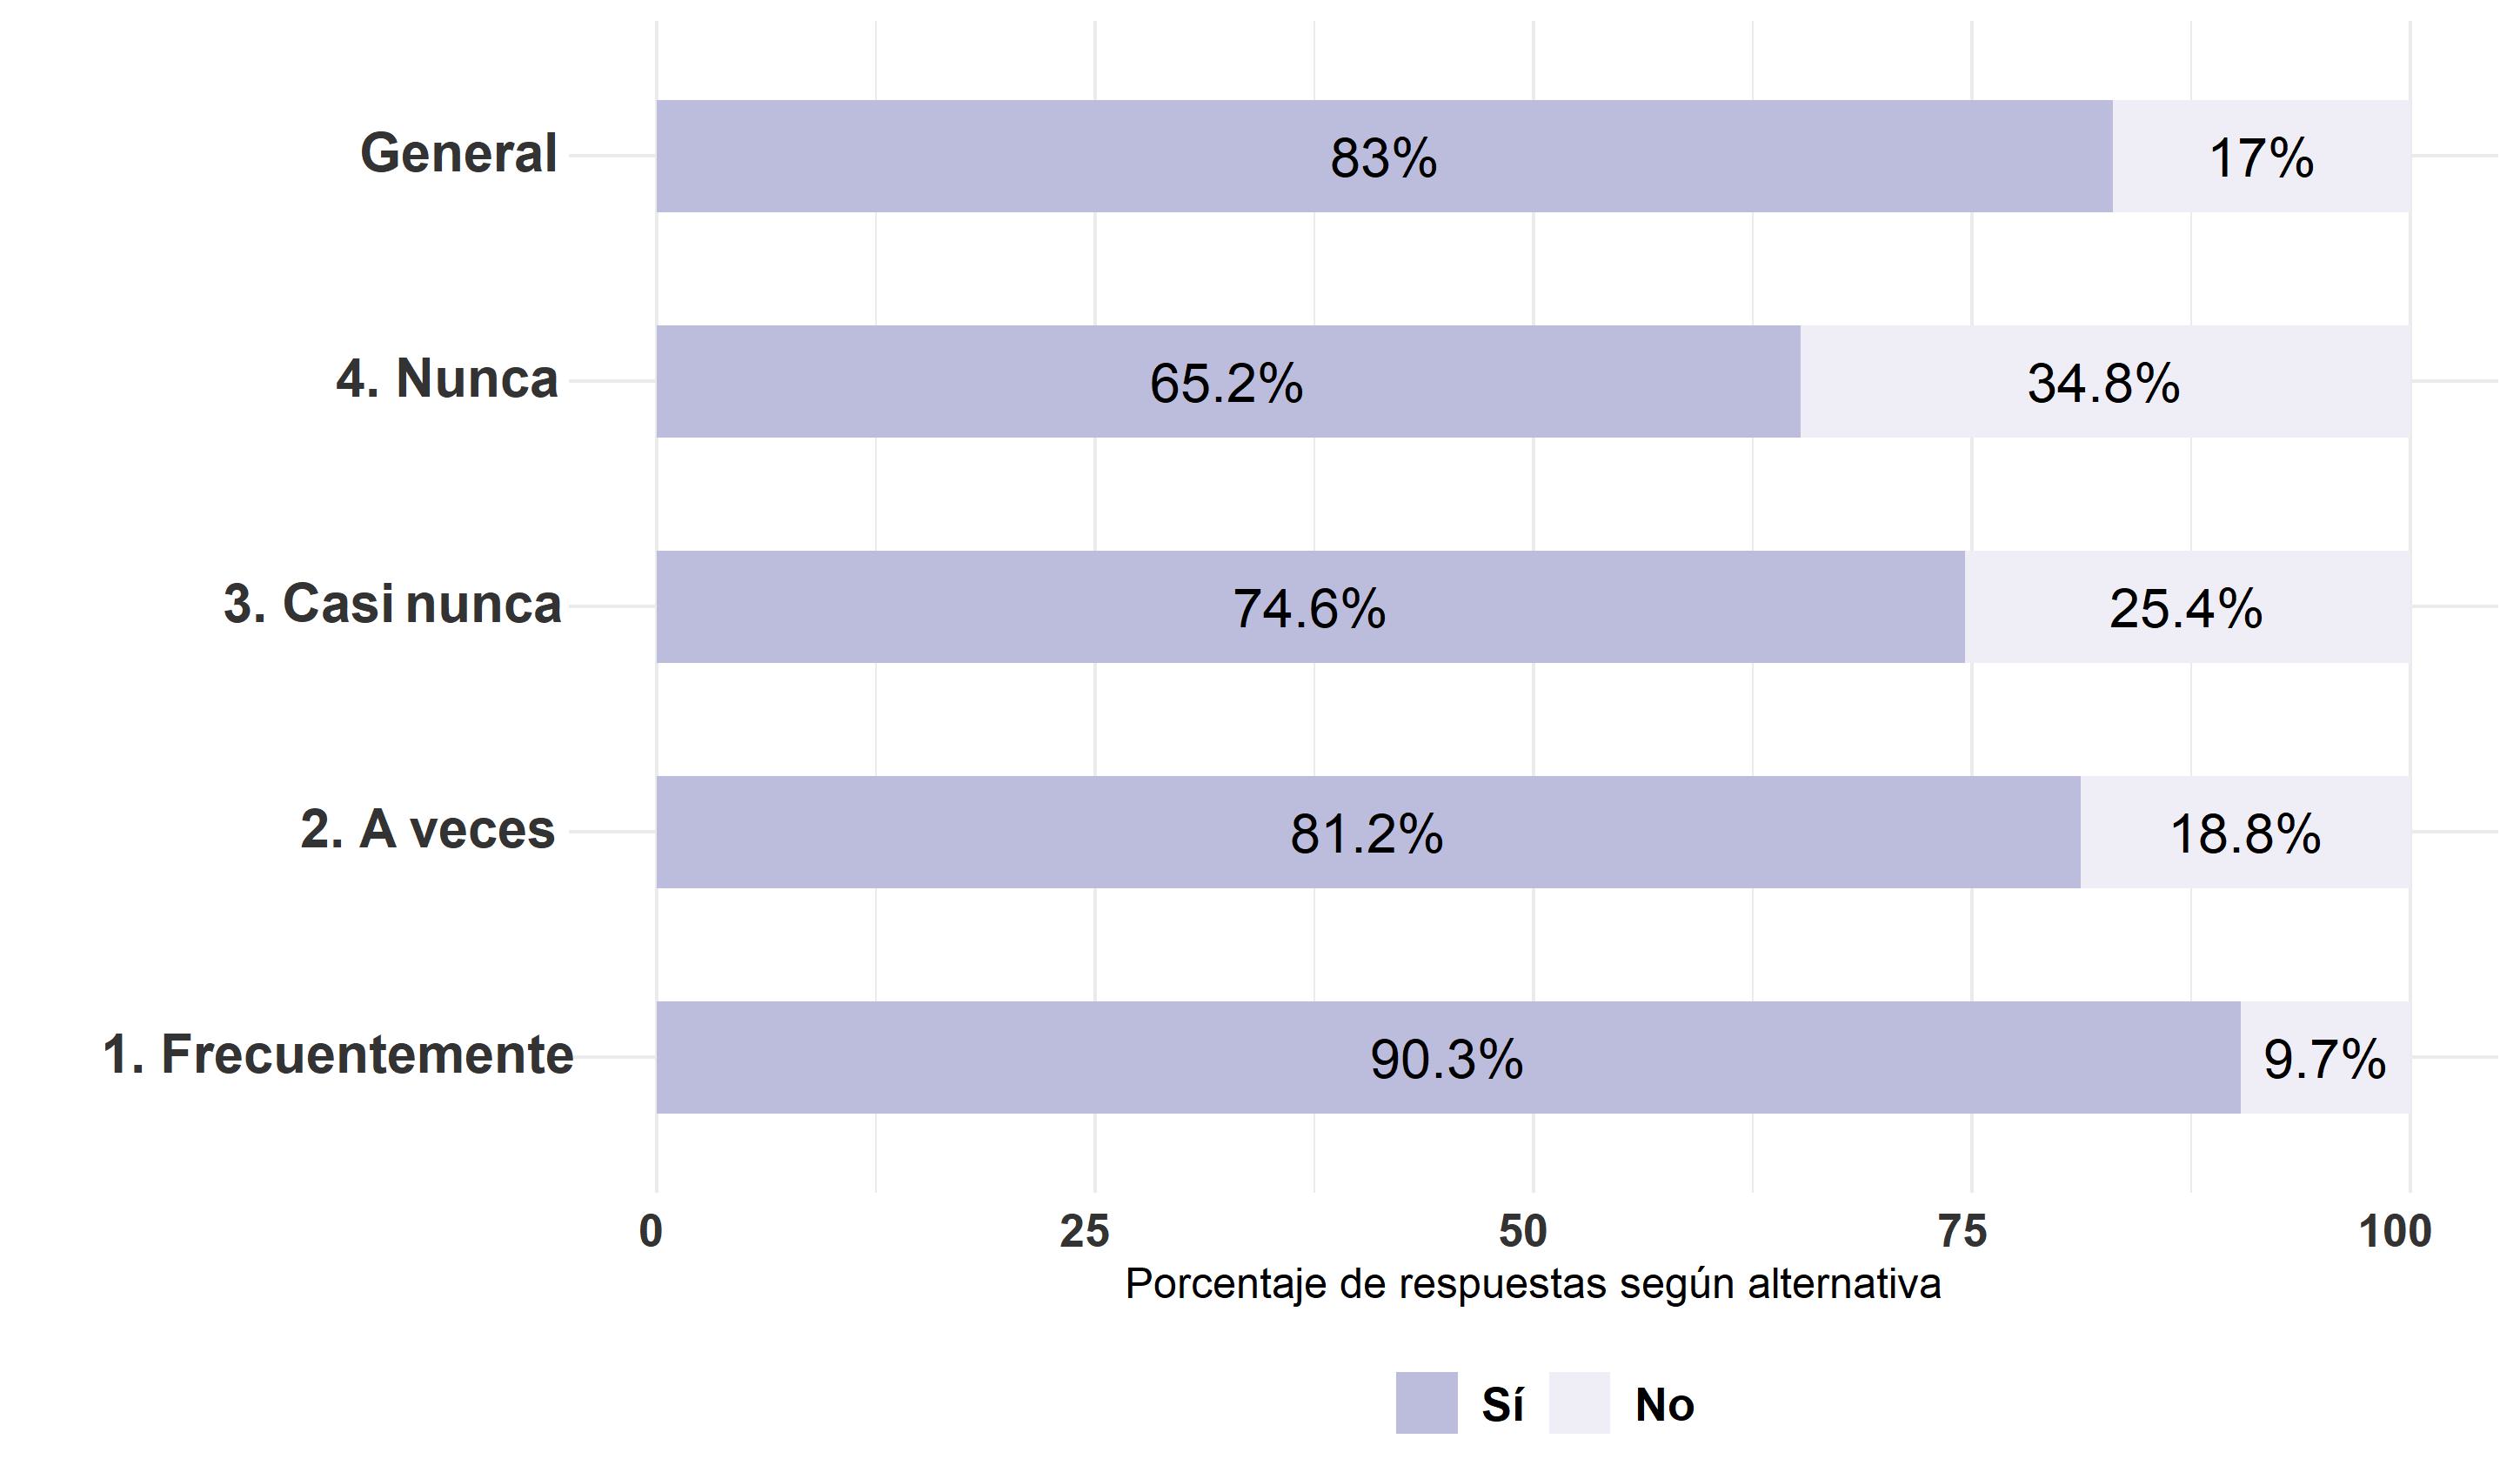 General 83% 17%
4. Nunca 65.2% 34.8%
3. Casi nunca 74.6% 25.4%
2. A veces 81.2% 18.8%
1. Frecuentemente 90.3% 9.7%
0 25 50 75 100
Porcentaje de respuestas según alternativa
Sí No